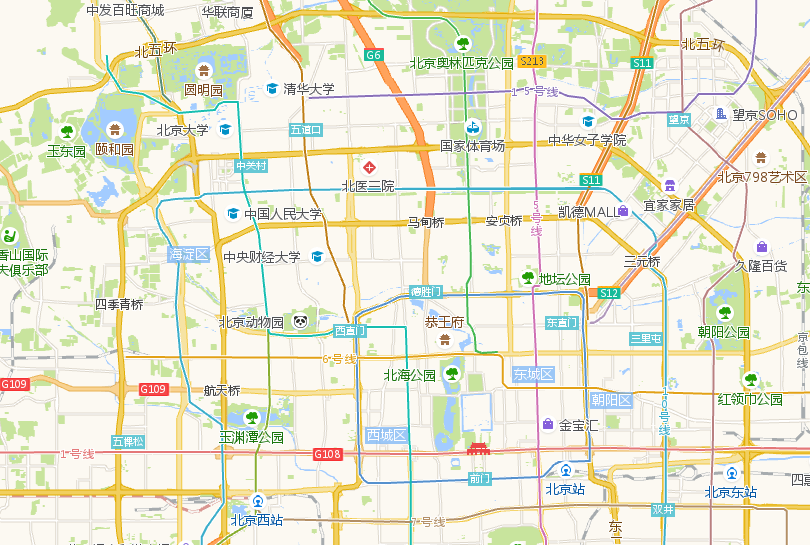 中发百旺商城
华联商厦
北五环
北五环
G6
北京奥林匹克公园
S213
S11
圆明园
清华大学
15号线
望京SOHO
玉东园
颐和园
北京大学
五道口
望京
中华女子学院
国家体育场
中关村
北医三院
S11
北京798艺术区
宜家家居
中国人民大学
马甸桥
安贞桥
5号线
凯德MALL
香山国际
夫俱乐部
海淀区
中央财经大学
三元桥
久隆百货
地坛公园
四季青桥
德胜门
S12
东
北京动物园
西直门
恭王府
东直门
三里屯
朝阳公园
京包线
6号线
G109
G109
航天桥
北海公园
东城区
朝阳区
10号线
红领巾公园
玉渊潭公园
五棵松
西城区
金宝汇
1号线
G108
前门
北京站
北京东站
四惠
北京西站
7号线
双井
东